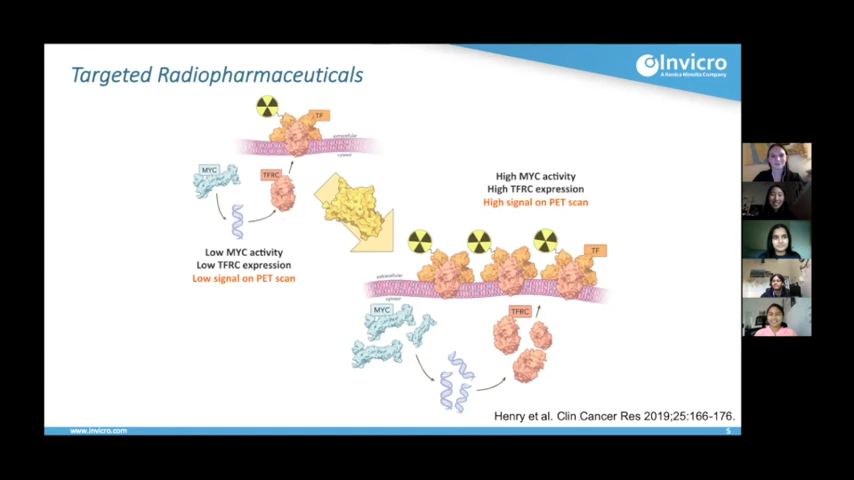 Targeted Radiopharmaceuticals
Invicro
A Konica Minolta Company
TF
extracellular
cytosol
MYC
TFRC
Low MYC activity
Low TFRC expression
Low signal on PET scan
High MYC activity
High TFRC expression
High signal on PET scan
TF
extracellular
cytosol
MYC
TFRC
Henry et al. Clin Cancer Res 2019;25:166-176.
www.invicro.com
5